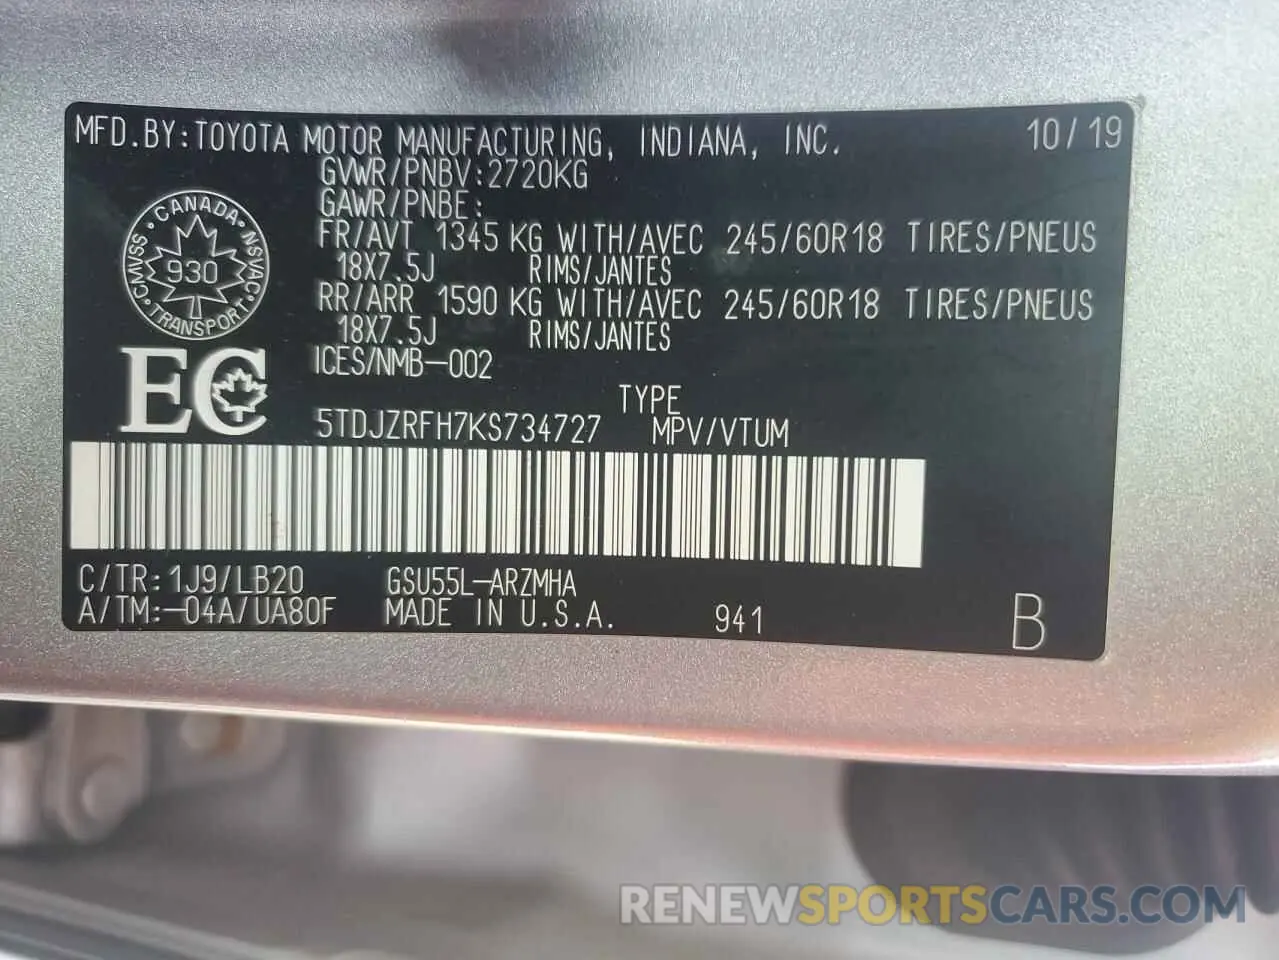 MFD.BY:TOYOTA MOTOR MANUFACTURING, INDIANA, INC. 10/19
GVWR/PNBV:2720KG
GAWR/PNBE:
FR/AVT 1345 KG WITH/AVEC 245/60R18 TIRES/PNEUS
18X7.5J RIMS/JANTES
RR/ARR 1590 KG WITH/AVEC 245/60R18 TIRES/PNEUS
18X7.5J RIMS/JANTES
ICES/NMB-002
CANADA
CMVSS NSVAC
930
TRANSPORT
EC
TYPE
5TDJZRFH7KS734727 MPV/VTUM
C/TR:1J9/LB20 GSU55L-ARZMHA
A/TM:-04A/UA80F MADE IN U.S.A. 941 B
RENEWSPORTSCARS.COM